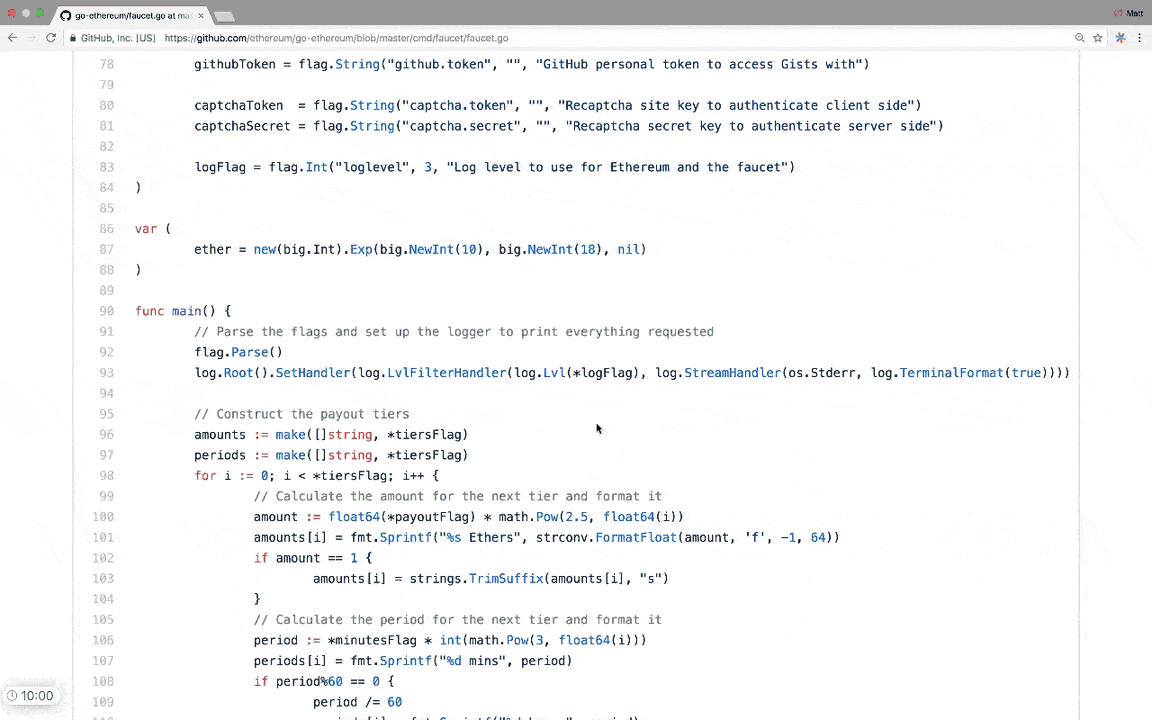 go-ethereum/faucet.go at mas
Matt
GitHub, Inc. [US] https://github.com/ethereum/go-ethereum/blob/master/cmd/faucet/faucet.go
78 githubToken = flag.String("github.token", "", "GitHub personal token to access Gists with")
79
80 captchaToken = flag.String("captcha.token", "", "Recaptcha site key to authenticate client side")
81 captchaSecret = flag.String("captcha.secret", "", "Recaptcha secret key to authenticate server side")
82
83 logFlag = flag.Int("loglevel", 3, "Log level to use for Ethereum and the faucet")
84 )
85
86 var (
87 ether = new(big.Int).Exp(big.NewInt(10), big.NewInt(18), nil)
88 )
89
90 func main() {
91 // Parse the flags and set up the logger to print everything requested
92 flag.Parse()
93 log.Root().SetHandler(log.LvlFilterHandler(log.Lvl(*logFlag), log.StreamHandler(os.Stderr, log.TerminalFormat(true))))
94
95 // Construct the payout tiers
96 amounts := make([]string, *tiersFlag)
97 periods := make([]string, *tiersFlag)
98 for i := 0; i < *tiersFlag; i++ {
99 // Calculate the amount for the next tier and format it
100 amount := float64(*payoutFlag) * math.Pow(2.5, float64(i))
101 amounts[i] = fmt.Sprintf("%s Ethers", strconv.FormatFloat(amount, 'f', -1, 64))
102 if amount == 1 {
103 amounts[i] = strings.TrimSuffix(amounts[i], "s")
104 }
105 // Calculate the period for the next tier and format it
106 period := *minutesFlag * int(math.Pow(3, float64(i)))
107 periods[i] = fmt.Sprintf("%d mins", period)
108 if period%60 == 0 {
109 period /= 60
10:00